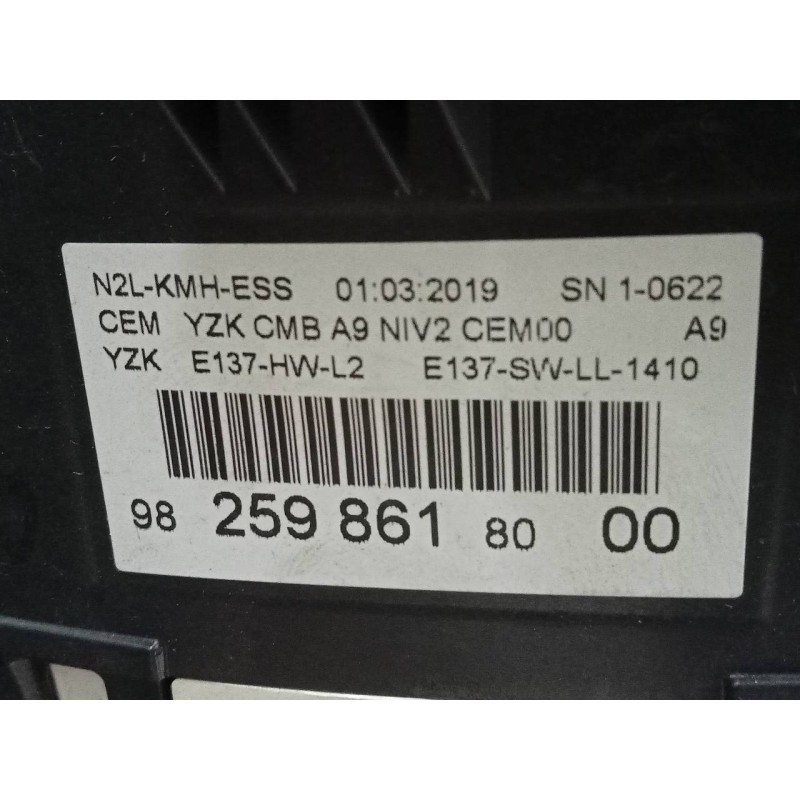 N2L-KMH-ESS 01:03:2019 SN 1-0622
CEM YZK CMB A9 NIV2 CEM00 A9
YZK E137-HW-L2 E137-SW-LL-1410
98 259 861 80 00